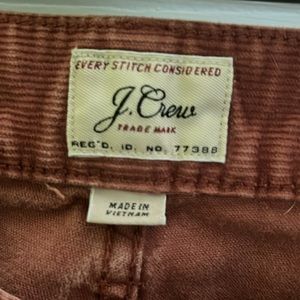 EVERY STITCH CONSIDERED
J.Crew
TRADE MARK
REG'D. ID. NO. 77388
MADE IN
VIETNAM